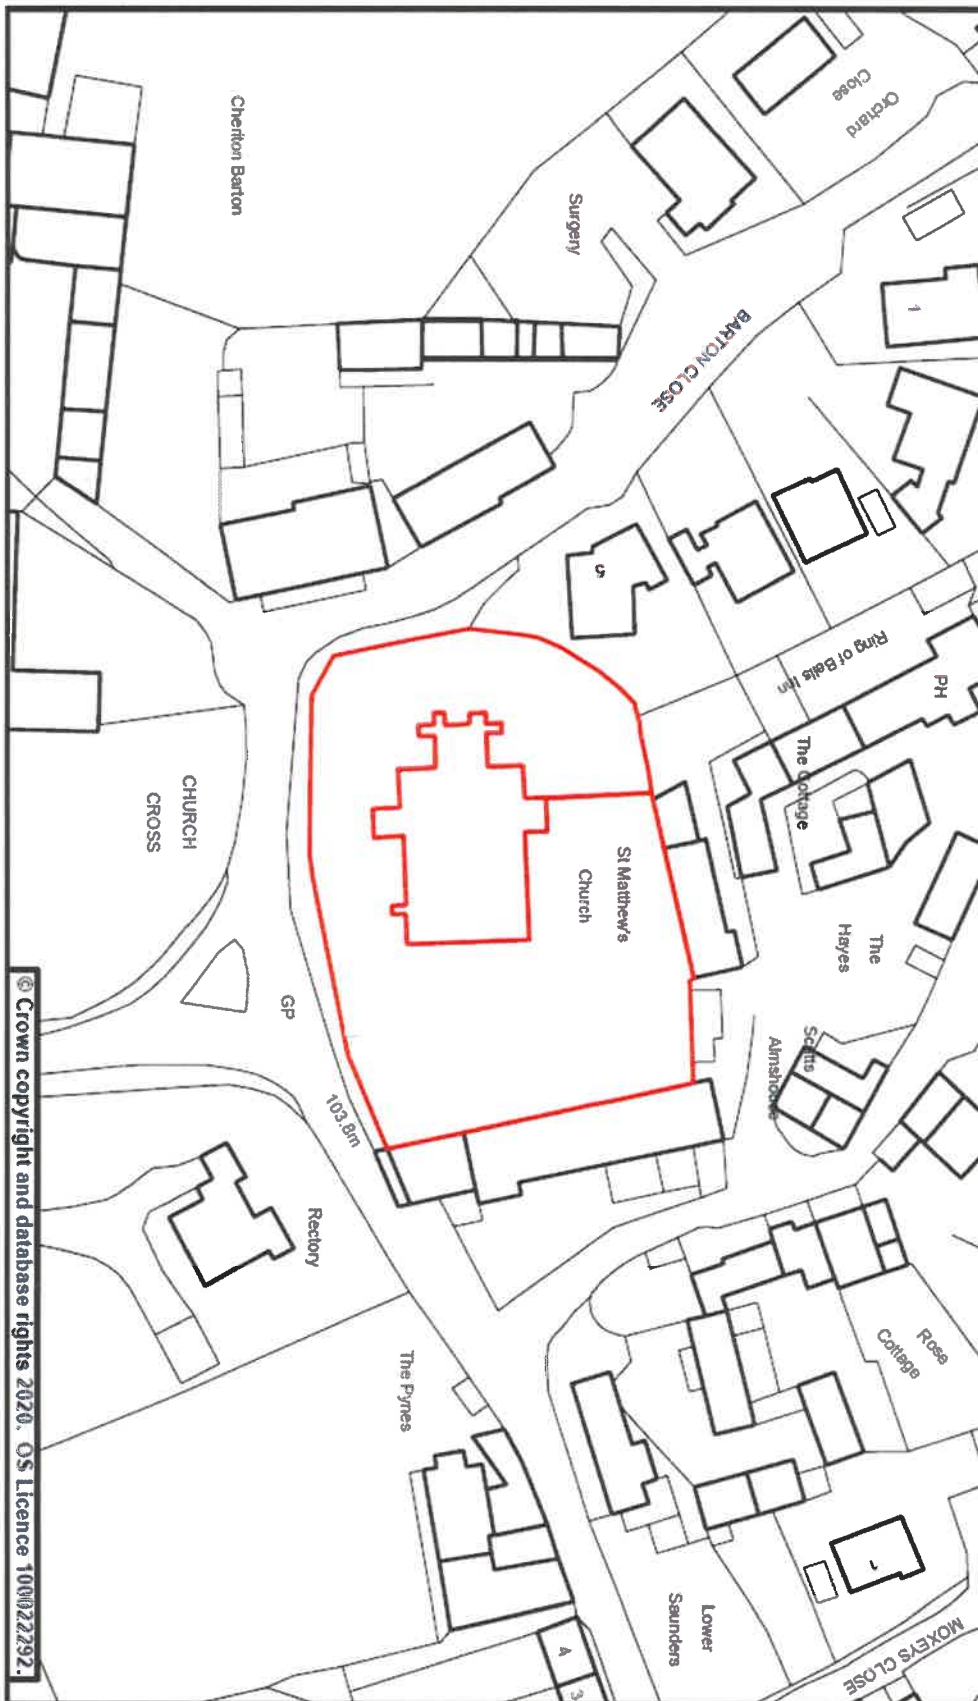 Orchard
Close
Cheriton Barton
Surgery
1
BARTON CLOSE
5
Ring of Bells Inn
PH
The Cottage
St Matthew's
Church
The
Hayes
CHURCH
CROSS
GP
Scotts
Almshouse
103.8m
Rectory
The Pynes
Rose
Cottage
Lower
Saunders
MOXEYS CLOSE
4
3
© Crown copyright and database rights 2020. OS Licence 100022292.